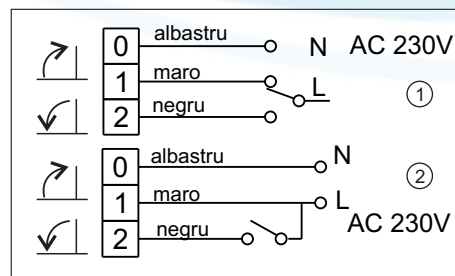 0 albastru N AC 230V
1 maro L
2 negru
①
0 albastru N
②
1 maro L
2 negru AC 230V